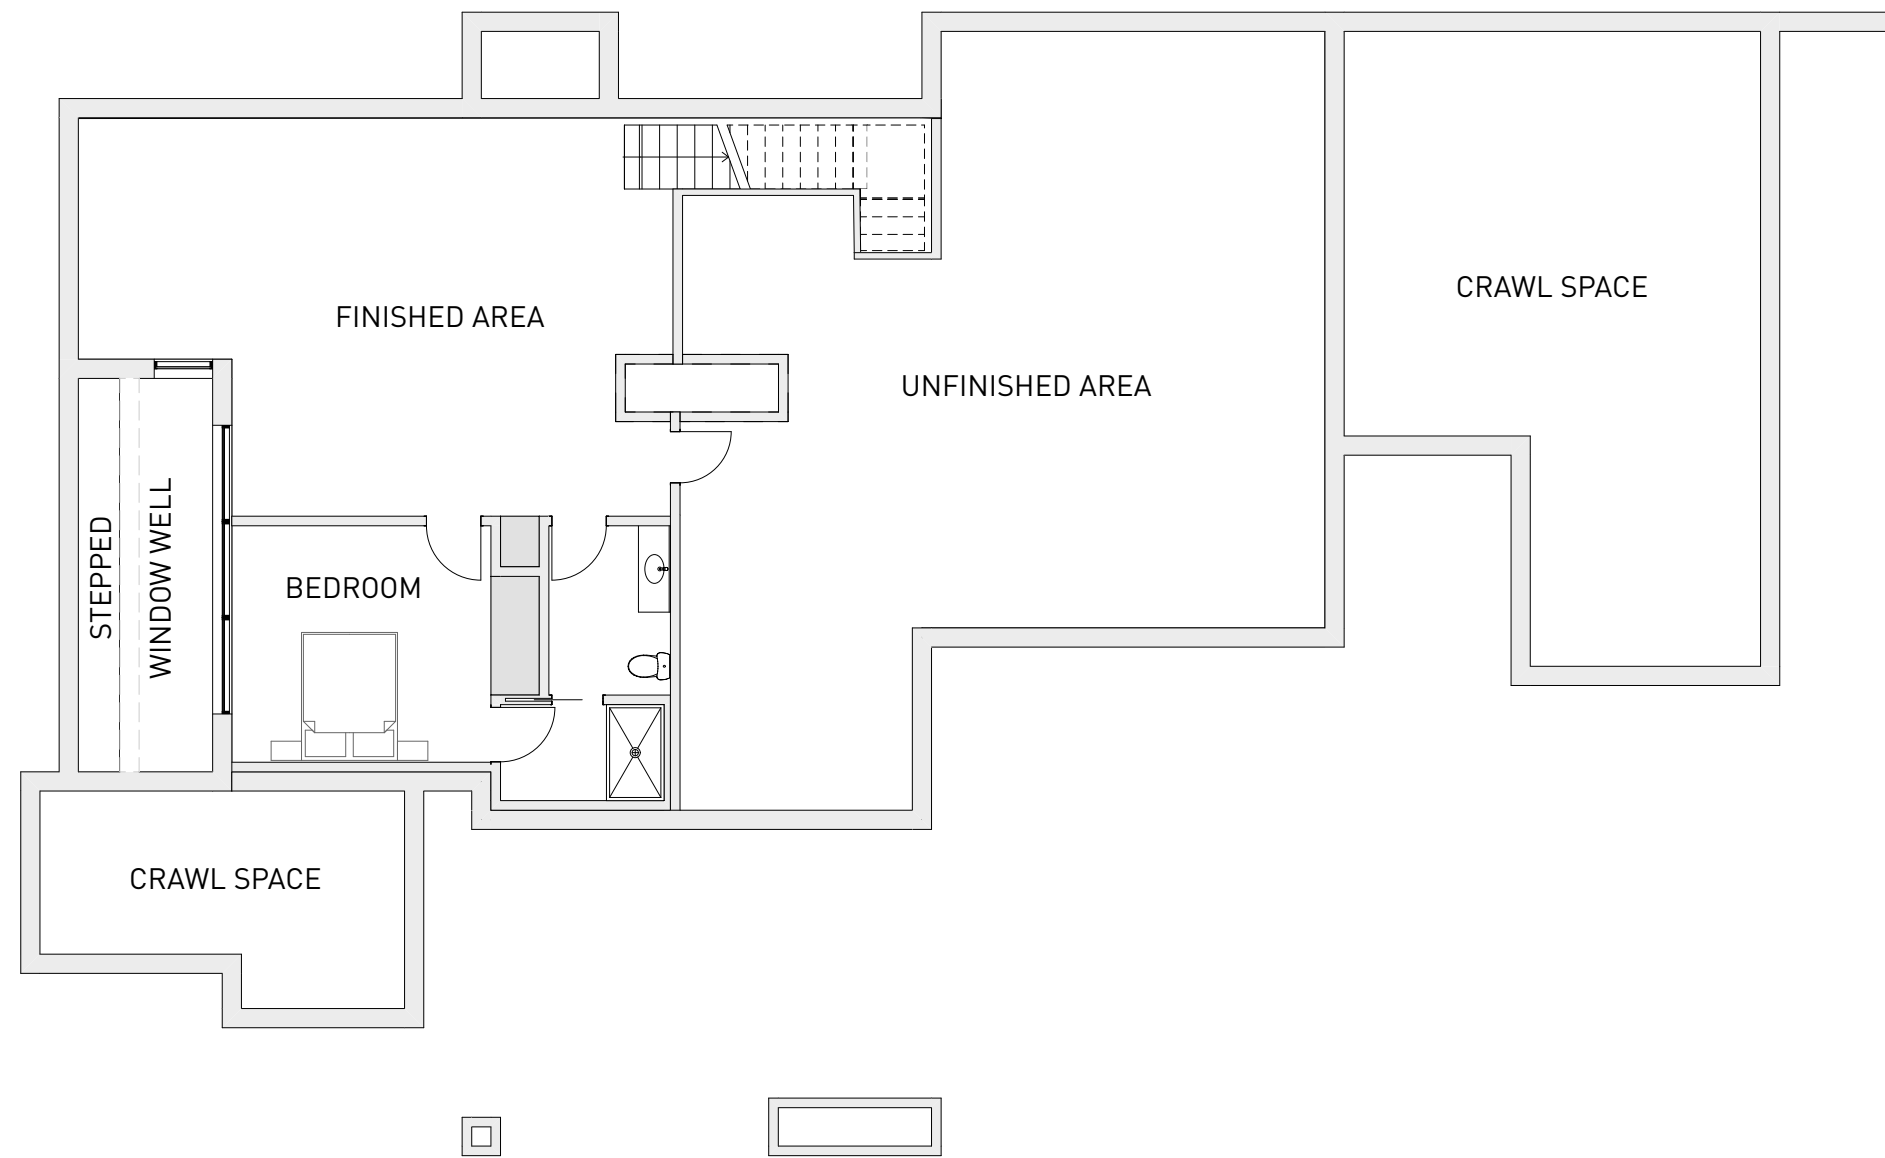 CRAWL SPACE
FINISHED AREA
UNFINISHED AREA
STEPPED
WINDOW WELL
BEDROOM
CRAWL SPACE